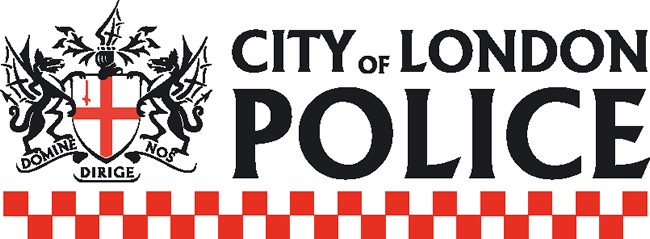 CITY OF LONDON
POLICE
DOMINE DIRIGE NOS